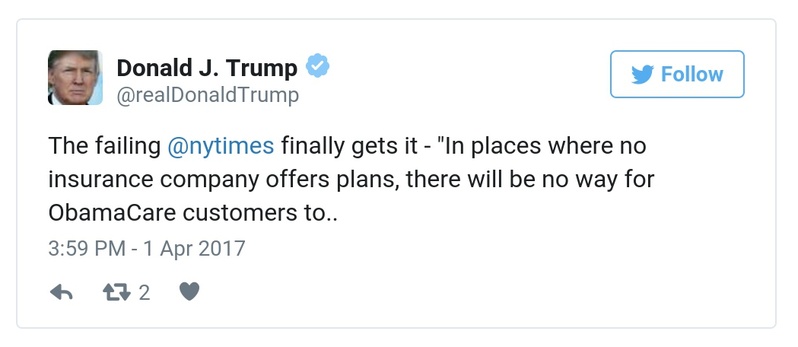 Donald J. Trump
@realDonaldTrump
Follow
The failing @nytimes finally gets it - "In places where no
insurance company offers plans, there will be no way for
ObamaCare customers to..
3:59 PM - 1 Apr 2017
2